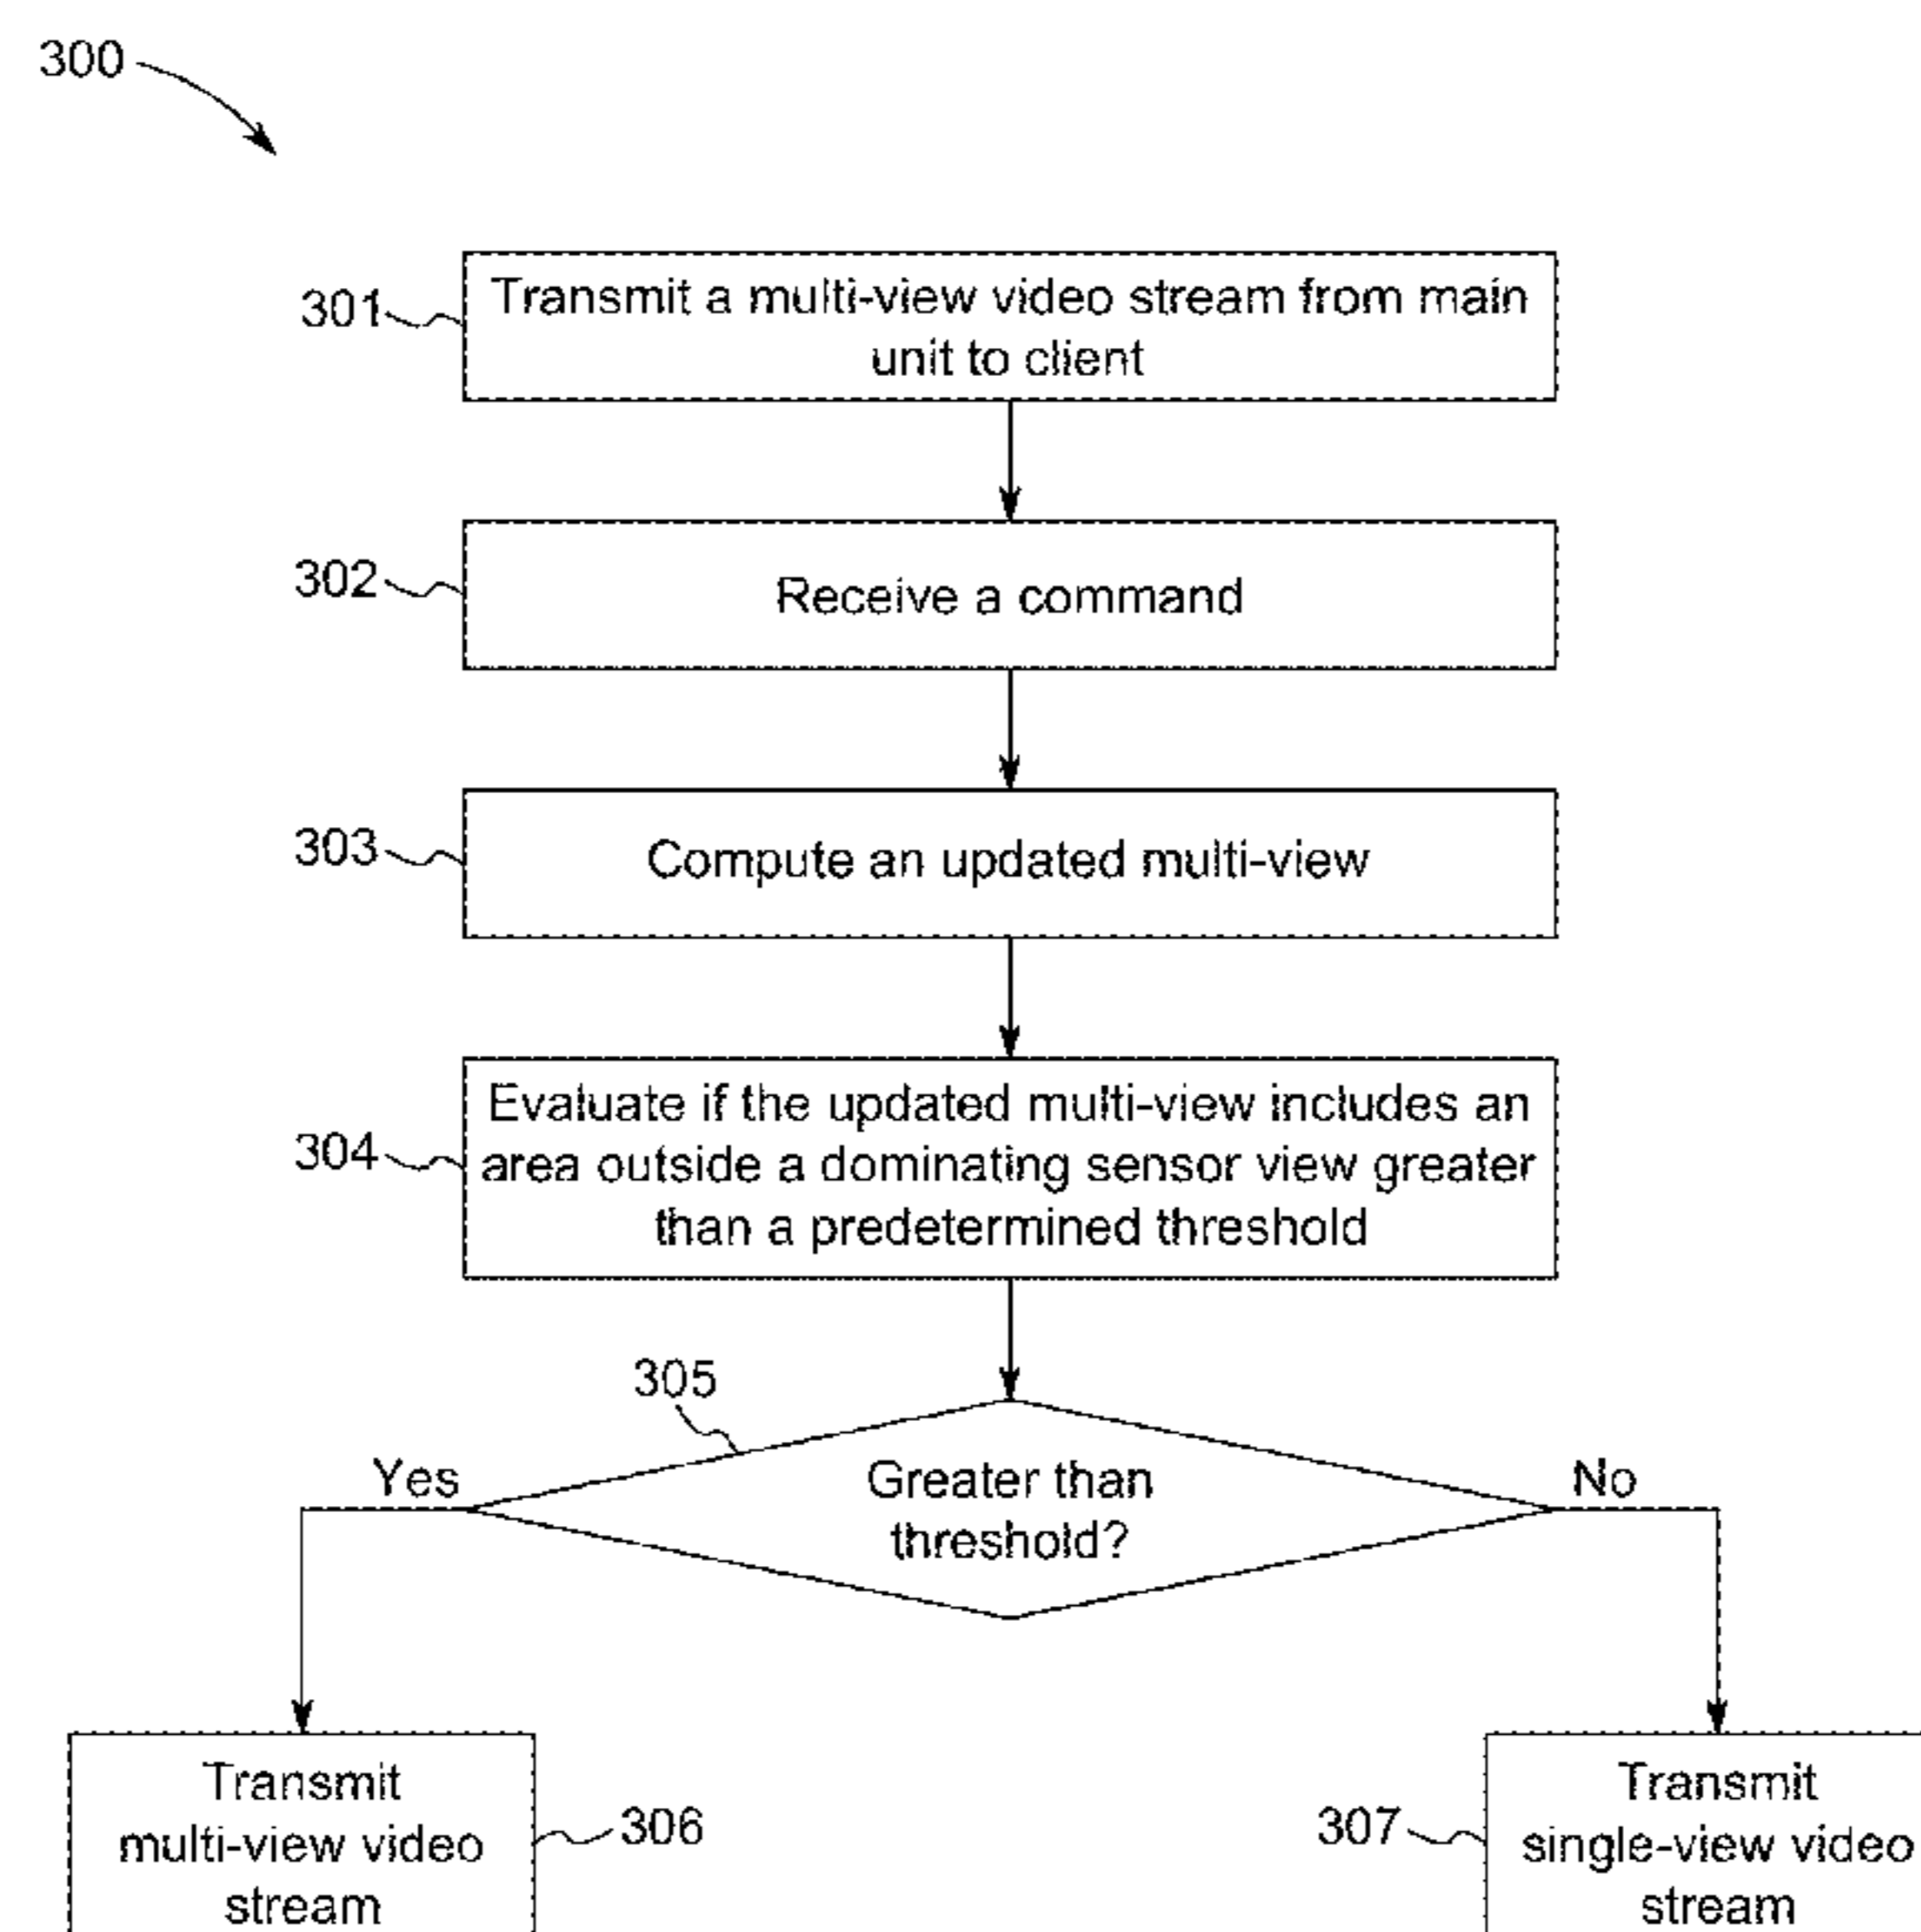 300
301
Transmit a multi-view video stream from main
unit to client
302
Receive a command
303
Compute an updated multi-view
304
Evaluate if the updated multi-view includes an
area outside a dominating sensor view greater
than a predetermined threshold
305
Yes
Greater than
threshold?
No
Transmit
multi-view video
stream
306
307
Transmit
single-view video
stream